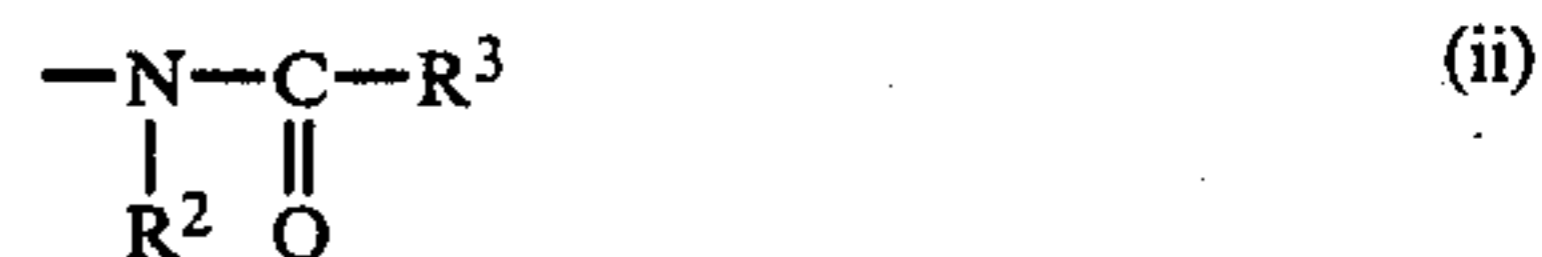 —N—C—R³ (ii)
| ||
R² O